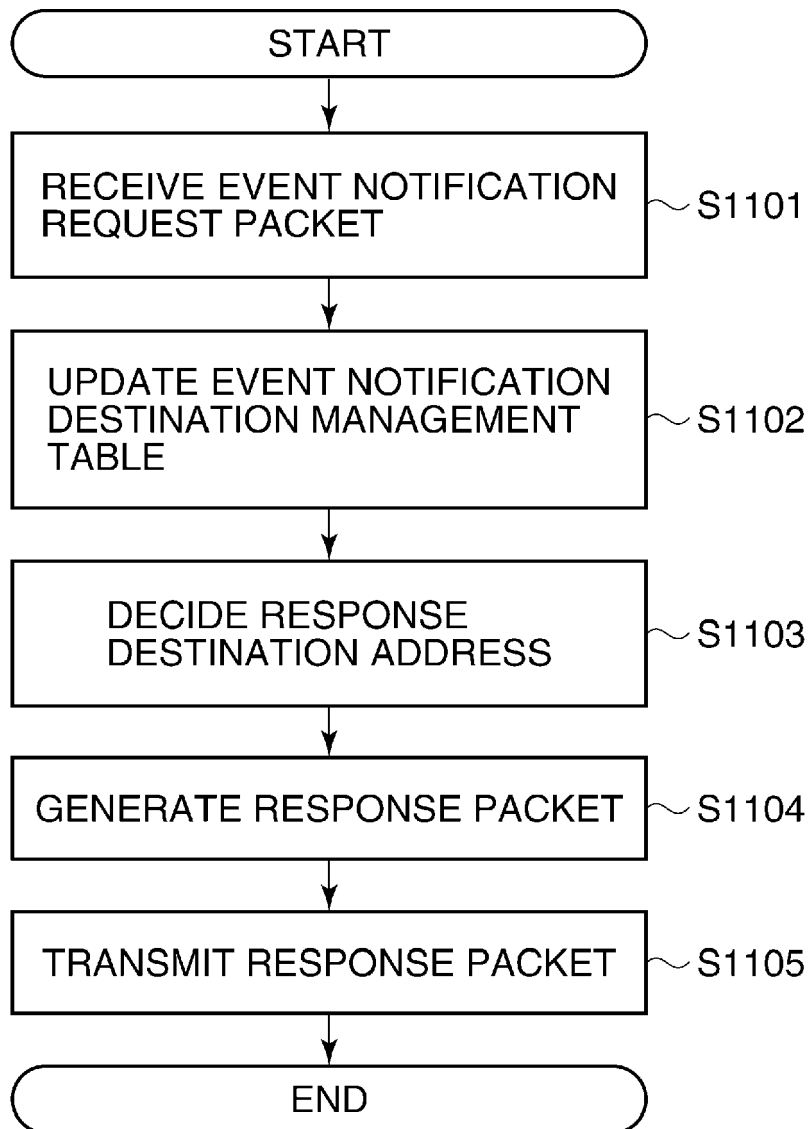 START
RECEIVE EVENT NOTIFICATION
REQUEST PACKET
S1101
UPDATE EVENT NOTIFICATION
DESTINATION MANAGEMENT
TABLE
S1102
DECIDE RESPONSE
DESTINATION ADDRESS
S1103
GENERATE RESPONSE PACKET
S1104
TRANSMIT RESPONSE PACKET
S1105
END